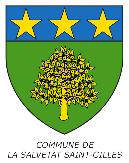 COMMUNE DE
LA SALVETAT SAINT-GILLES